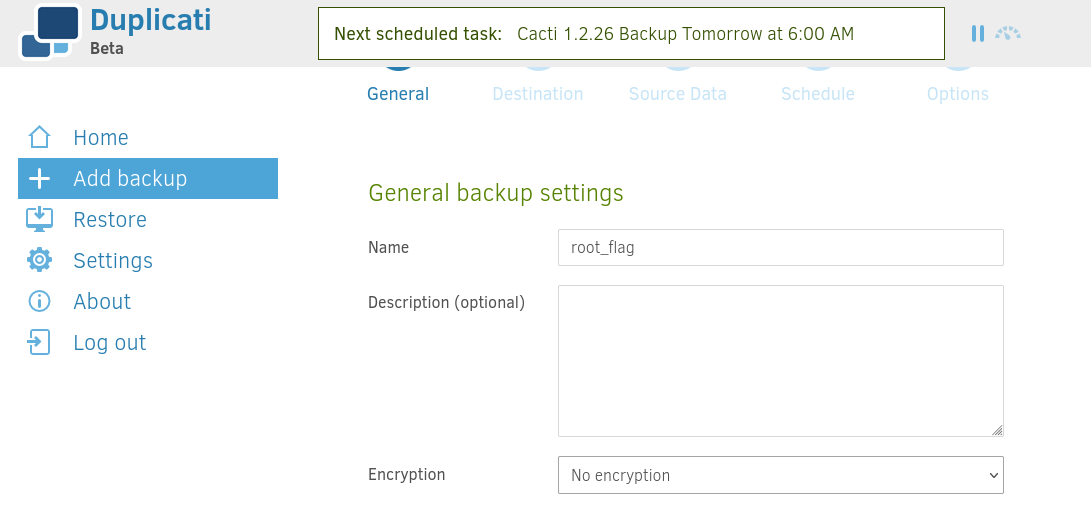 Duplicati
Beta
Next scheduled task: Cacti 1.2.26 Backup Tomorrow at 6:00 AM
General Destination Source Data Schedule Options
Home
Add backup
Restore
Settings
About
Log out
General backup settings
Name root_flag
Description (optional)
Encryption No encryption